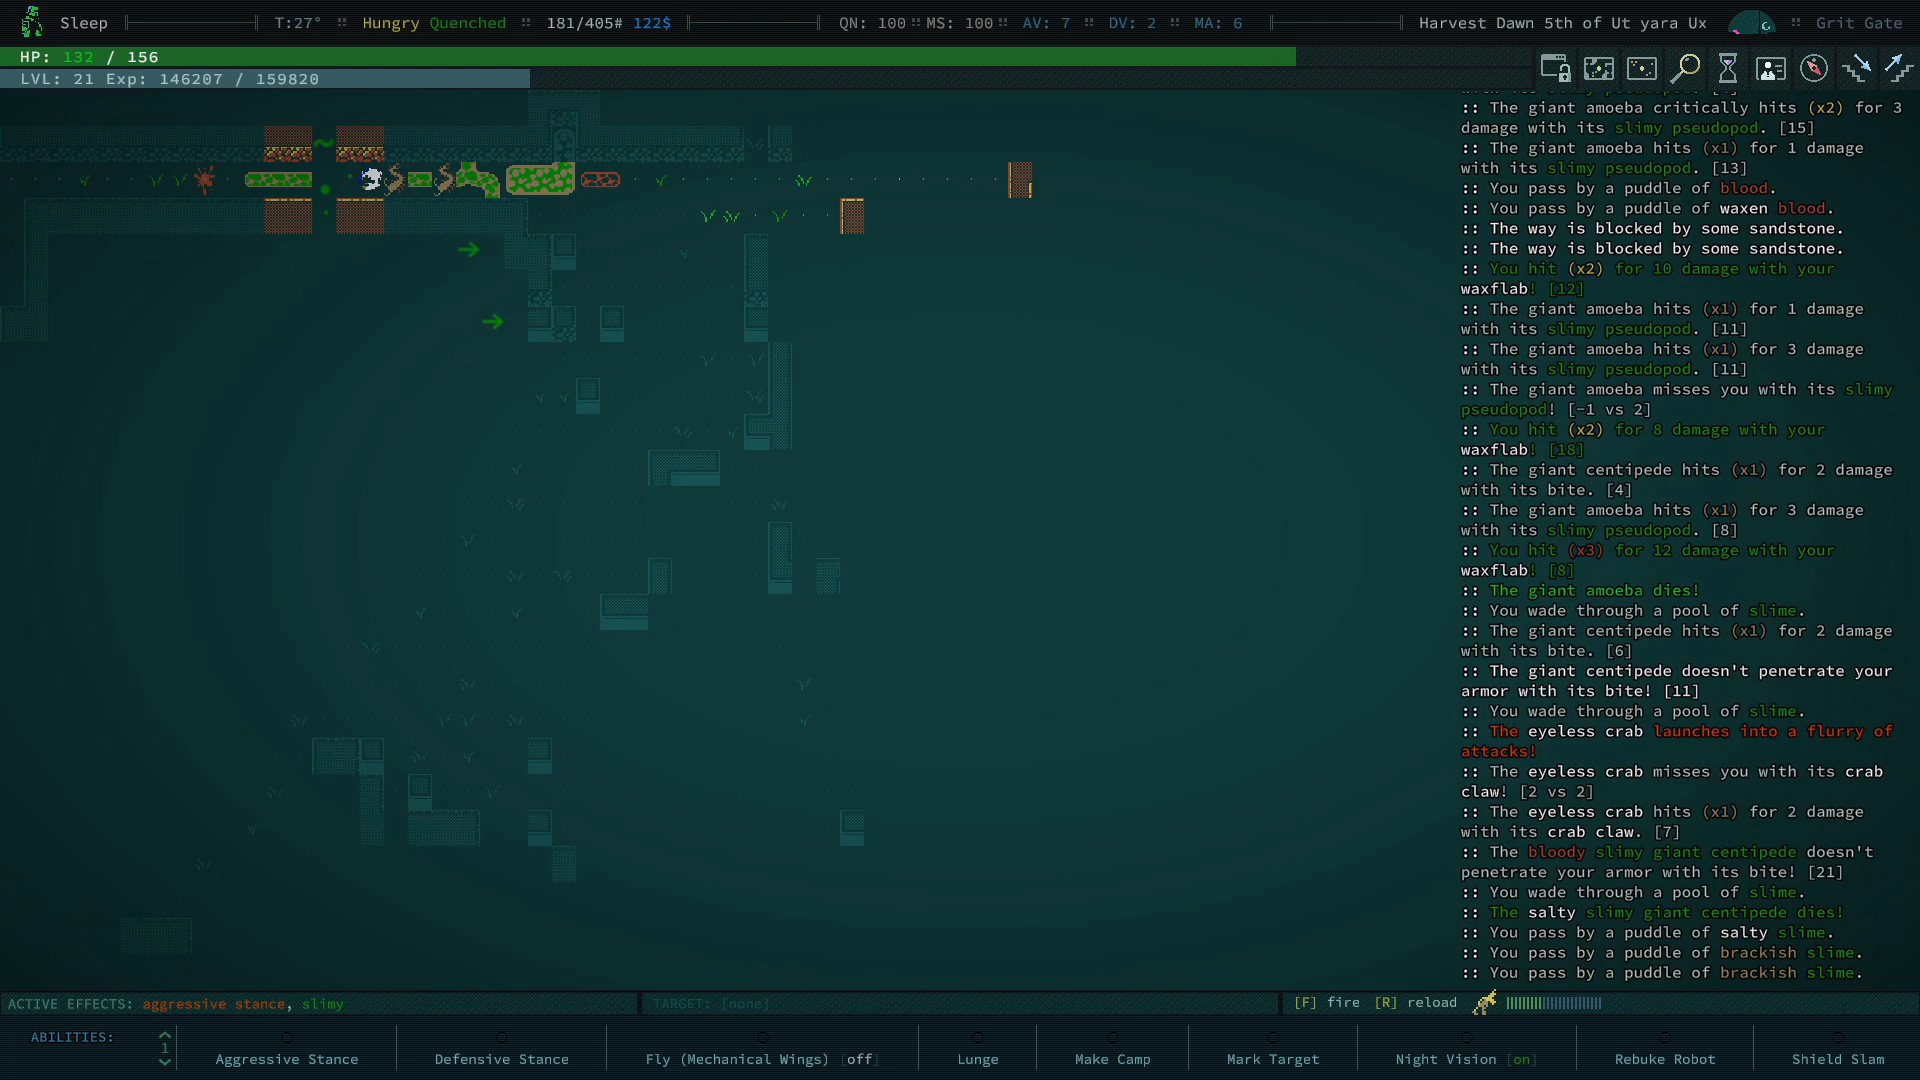 Sleep T:27° :: Hungry Quenched :: 181/405# 122$ QN: 100 :: MS: 100 :: AV: 7 :: DV: 2 :: MA: 6 Harvest Dawn 5th of Ut yara Ux :: Grit Gate
HP: 132 / 156
LVL: 21 Exp: 146207 / 159820
:: The giant amoeba critically hits (x2) for 3
damage with its slimy pseudopod. [15]
:: The giant amoeba hits (x1) for 1 damage
with its slimy pseudopod. [13]
:: You pass by a puddle of blood.
:: You pass by a puddle of waxen blood.
:: The way is blocked by some sandstone.
:: The way is blocked by some sandstone.
:: You hit (x2) for 10 damage with your
waxflab! [12]
:: The giant amoeba hits (x1) for 1 damage
with its slimy pseudopod. [11]
:: The giant amoeba hits (x1) for 3 damage
with its slimy pseudopod. [11]
:: The giant amoeba misses you with its slimy
pseudopod! [-1 vs 2]
:: You hit (x2) for 8 damage with your
waxflab! [18]
:: The giant centipede hits (x1) for 2 damage
with its bite. [4]
:: The giant amoeba hits (x1) for 3 damage
with its slimy pseudopod. [8]
:: You hit (x3) for 12 damage with your
waxflab! [8]
:: The giant amoeba dies!
:: You wade through a pool of slime.
:: The giant centipede hits (x1) for 2 damage
with its bite. [6]
:: The giant centipede doesn't penetrate your
armor with its bite! [11]
:: You wade through a pool of slime.
:: The eyeless crab launches into a flurry of
attacks!
:: The eyeless crab misses you with its crab
claw! [2 vs 2]
:: The eyeless crab hits (x1) for 2 damage
with its crab claw. [7]
:: The bloody slimy giant centipede doesn't
penetrate your armor with its bite! [21]
:: You wade through a pool of slime.
:: The salty slimy giant centipede dies!
:: You pass by a puddle of salty slime.
:: You pass by a puddle of brackish slime.
:: You pass by a puddle of brackish slime.
ACTIVE EFFECTS: aggressive stance, slimy TARGET: [none] [F] fire [R] reload
ABILITIES: 1 Aggressive Stance Defensive Stance Fly (Mechanical Wings) [off] Lunge Make Camp Mark Target Night Vision [on] Rebuke Robot Shield Slam